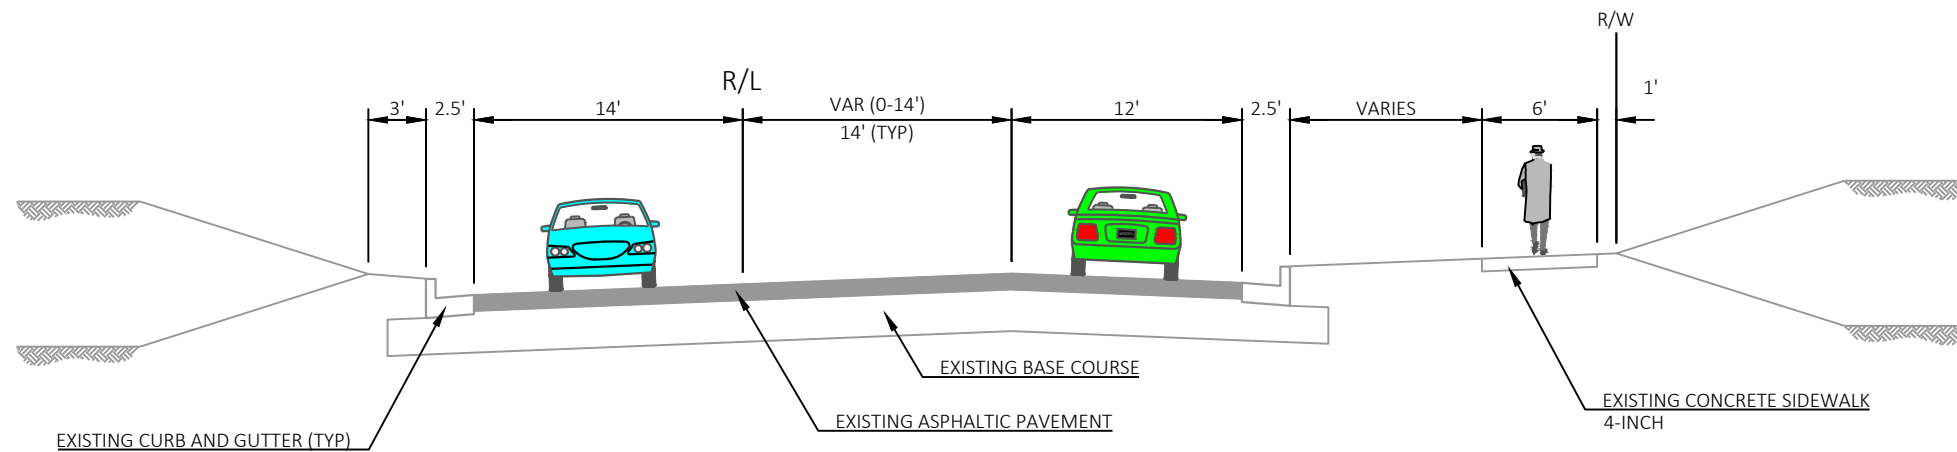 R/W
R/L
1'
3'
2.5'
14'
VAR (0-14')
14' (TYP)
12'
2.5'
VARIES
6'
EXISTING BASE COURSE
EXISTING ASPHALTIC PAVEMENT
EXISTING CONCRETE SIDEWALK
4-INCH
EXISTING CURB AND GUTTER (TYP)